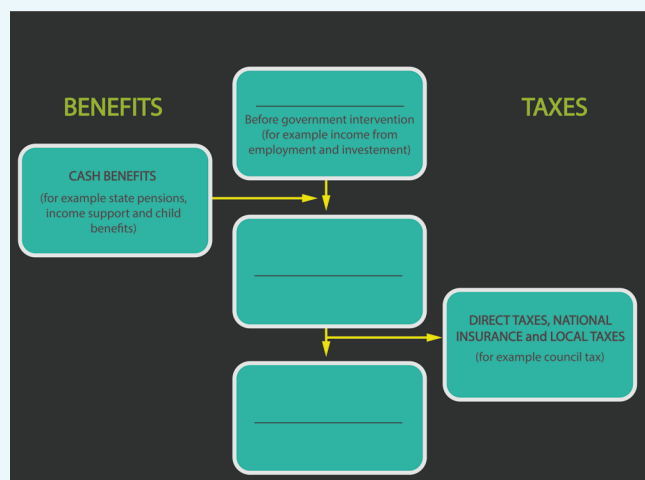 BENEFITS
TAXES
Before government intervention
(for example income from
employment and investement)
CASH BENEFITS
(for example state pensions,
income support and child
benefits)
DIRECT TAXES, NATIONAL
INSURANCE and LOCAL TAXES
(for example council tax)